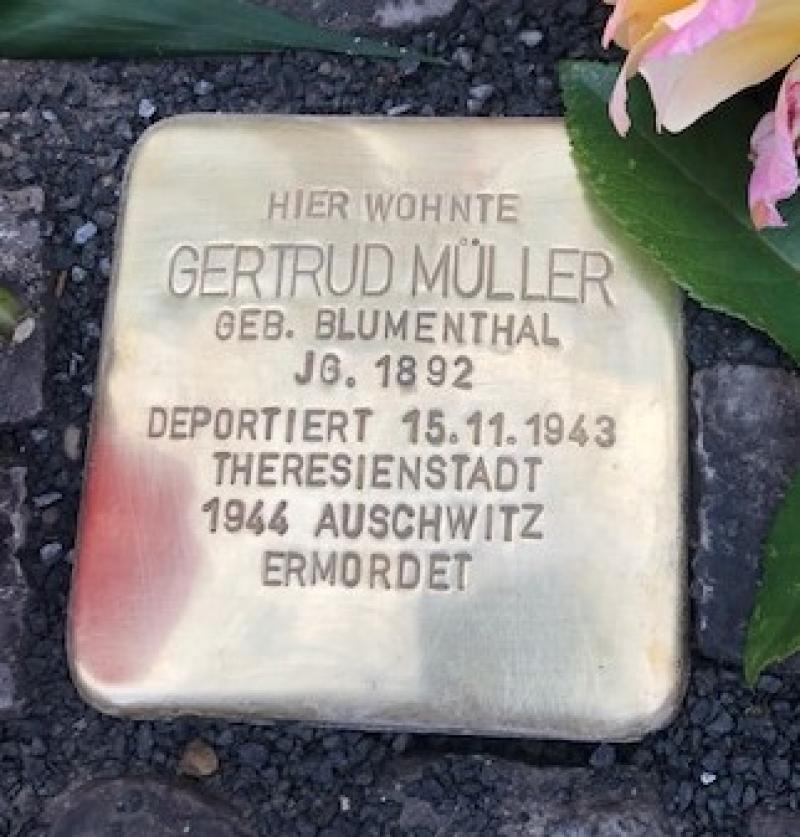 HIER WOHNTE
GERTRUD MÜLLER
GEB. BLUMENTHAL
JG. 1892
DEPORTIERT 15.11.1943
THERESIENSTADT
1944 AUSCHWITZ
ERMORDET